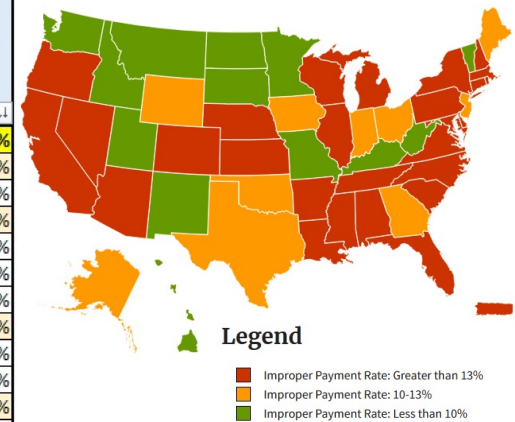 %
%
%
%
%
%
%
%
%
%
%
Legend
Improper Payment Rate: Greater than 13%
Improper Payment Rate: 10-13%
Improper Payment Rate: Less than 10%